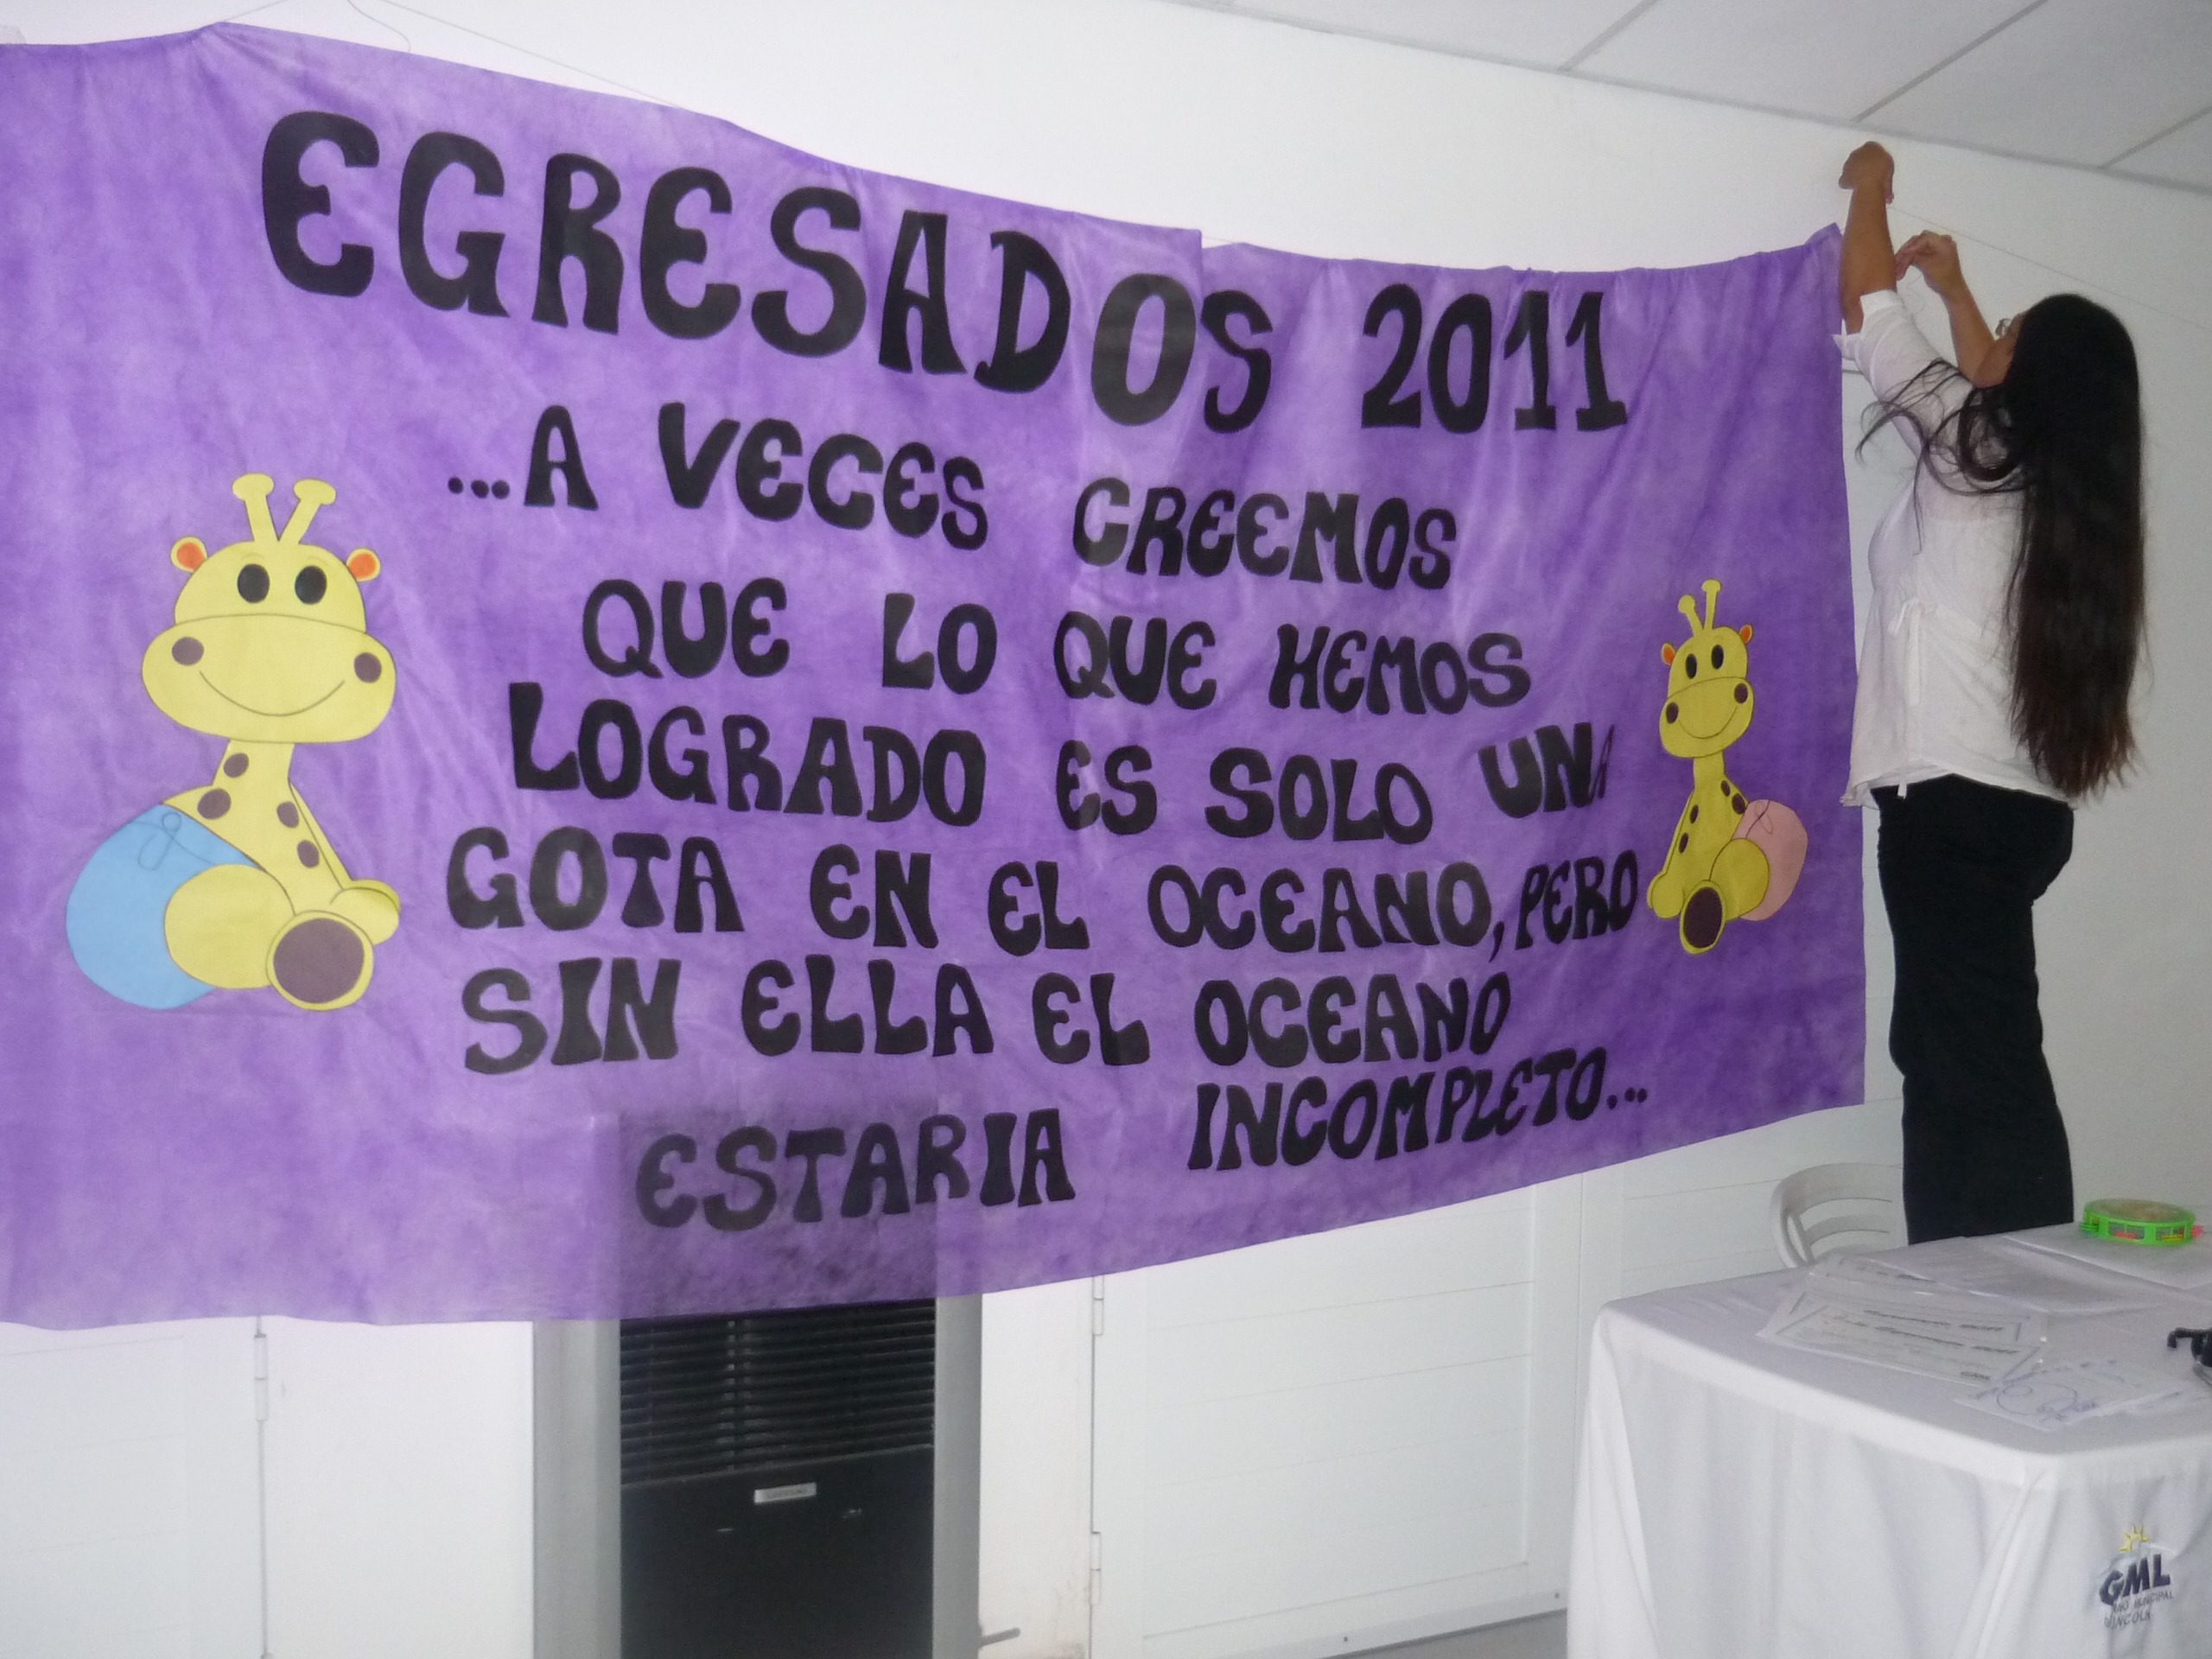 EGRESADOS 2011
...A VECES CREEMOS
QUE LO QUE HEMOS
LOGRADO ES SOLO UNA
GOTA EN EL OCEANO, PERO
SIN ELLA EL OCEANO
ESTARIA INCOMPLETO...
GML